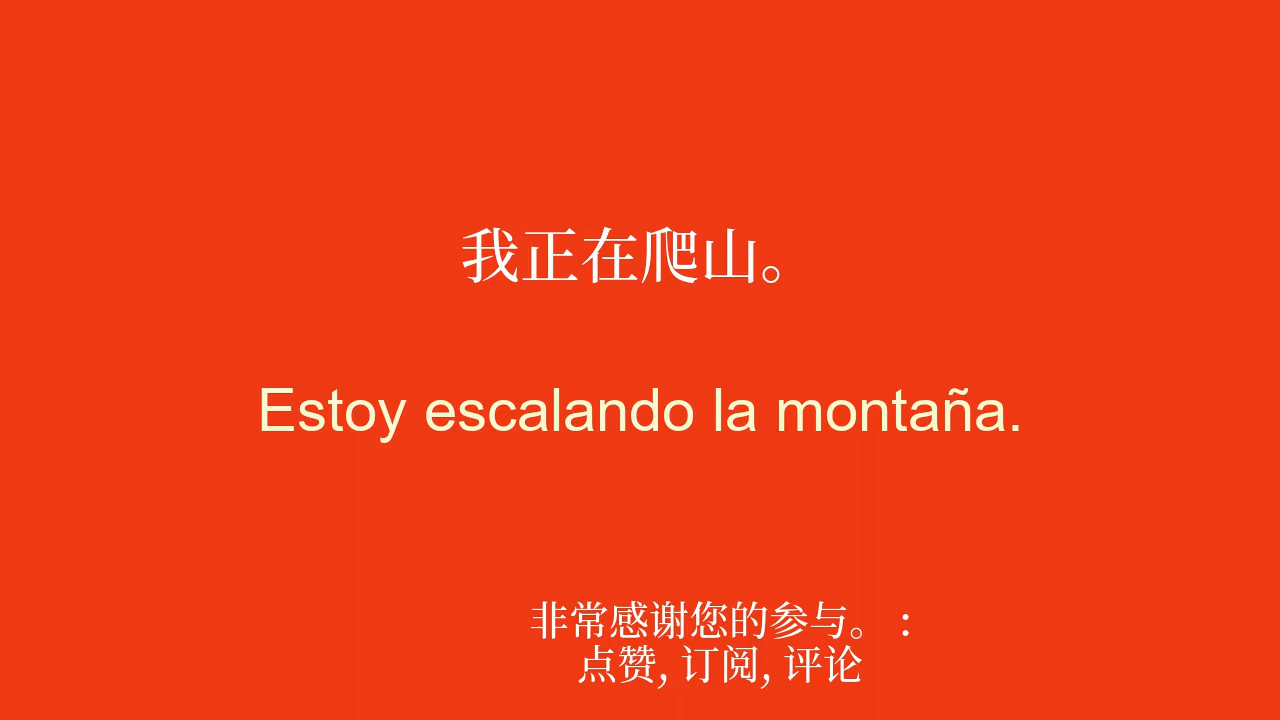 我正在爬山。
Estoy escalando la montaña.
非常感谢您的参与。 :
点赞, 订阅, 评论